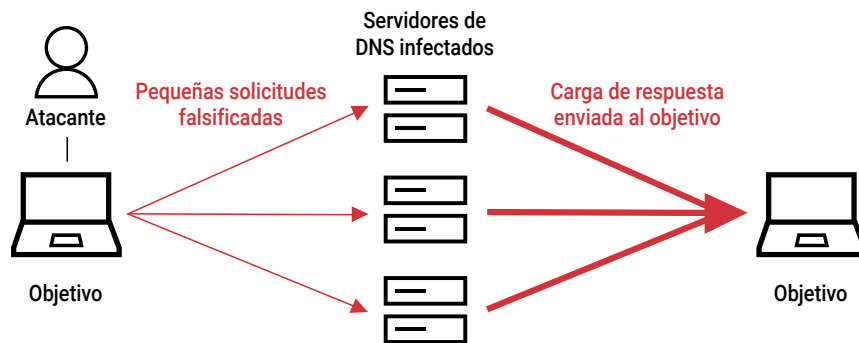 Servidores de
DNS infectados
Pequeñas solicitudes
falsificadas
Carga de respuesta
enviada al objetivo
Atacante
Objetivo
Objetivo